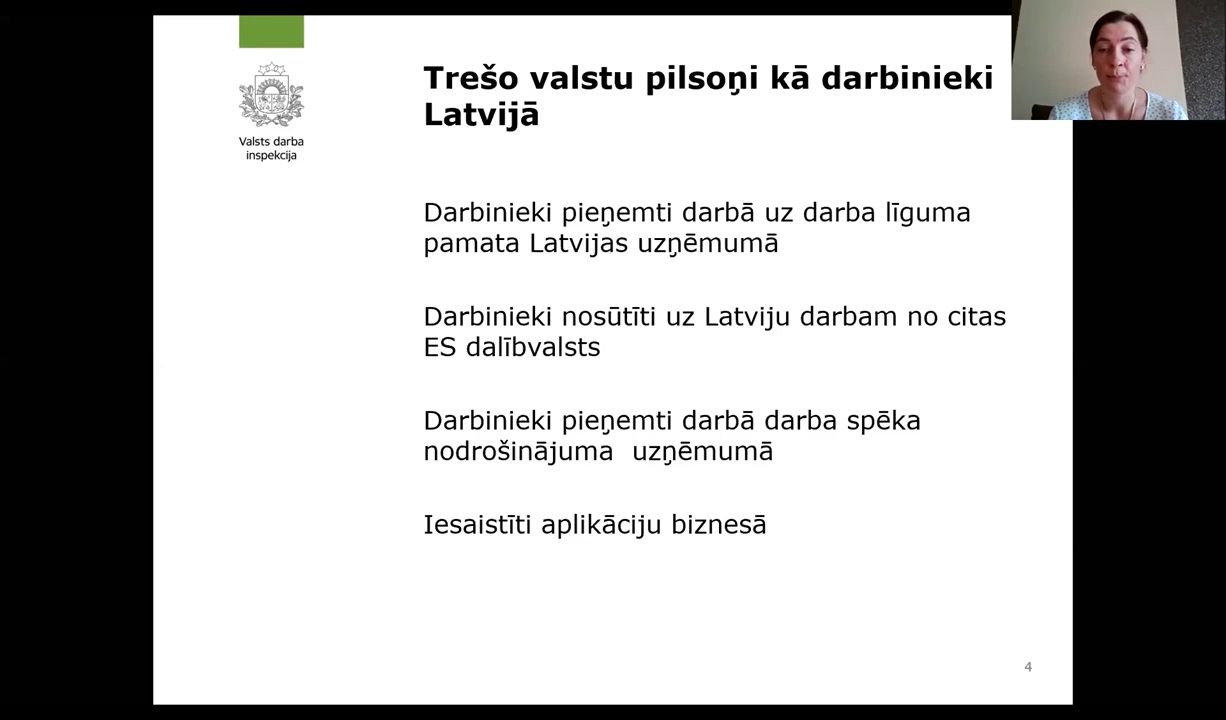 Valsts darba
inspekcija
Trešo valstu pilsoņi kā darbinieki
Latvijā
Darbinieki pieņemti darbā uz darba līguma
pamata Latvijas uzņēmumā
Darbinieki nosūtīti uz Latviju darbam no citas
ES dalībvalsts
Darbinieki pieņemti darbā darba spēka
nodrošinājuma  uzņēmumā
Iesaistīti aplikāciju biznesā
4